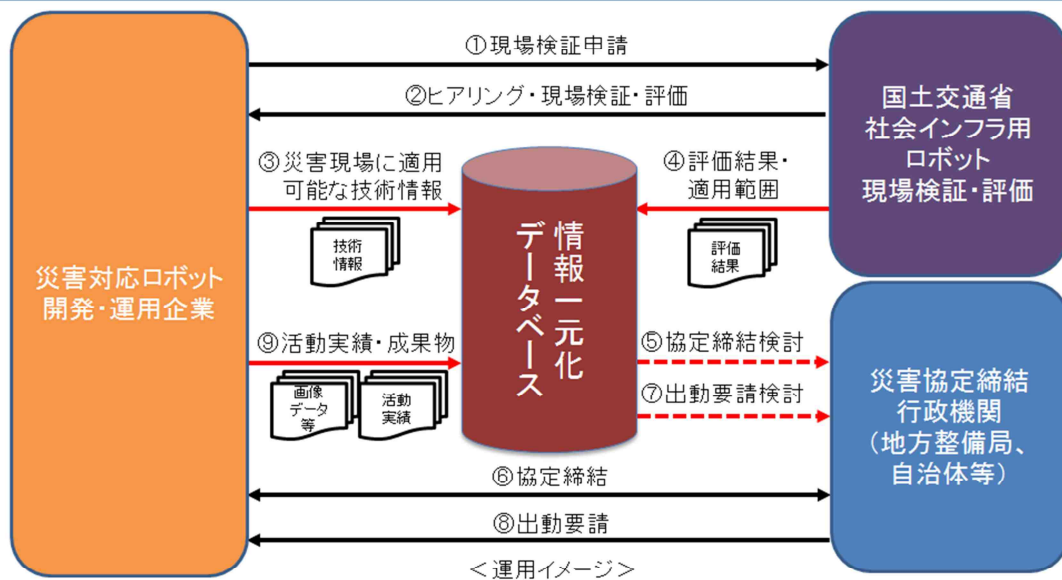 ①現場検証申請
②ヒアリング・現場検証・評価
国土交通省
社会インフラ用
ロボット
現場検証・評価
③災害現場に適用
可能な技術情報
技術
情報
④評価結果・
適用範囲
評価
結果
情報一元化
データベース
災害対応ロボット
開発・運用企業
⑨活動実績・成果物
画像
データ
等
活動
実績
⑤協定締結検討
⑦出動要請検討
災害協定締結
行政機関
(地方整備局、
自治体等)
⑥協定締結
⑧出動要請
＜運用イメージ＞